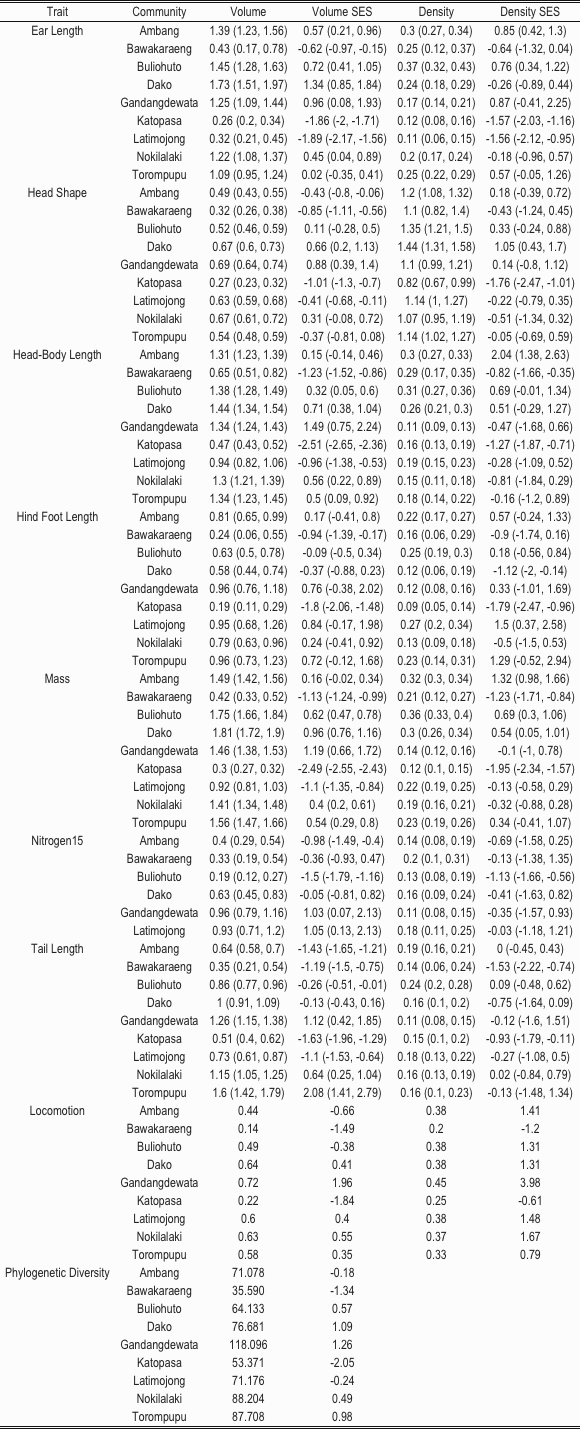 Trait Community Volume Volume SES Density Density SES
Ear Length Ambang 1.39 (1.23, 1.56) 0.57 (0.21, 0.96) 0.3 (0.27, 0.34) 0.85 (0.42, 1.3)
Bawakaraeng 0.43 (0.17, 0.78) -0.62 (-0.97, -0.15) 0.25 (0.12, 0.37) -0.64 (-1.32, 0.04)
Buliohuto 1.45 (1.28, 1.63) 0.72 (0.41, 1.05) 0.37 (0.32, 0.43) 0.76 (0.34, 1.22)
Dako 1.73 (1.51, 1.97) 1.34 (0.85, 1.84) 0.24 (0.18, 0.29) -0.26 (-0.89, 0.44)
Gandangdewata 1.25 (1.09, 1.44) 0.96 (0.08, 1.93) 0.17 (0.14, 0.21) 0.87 (-0.41, 2.25)
Katopasa 0.26 (0.2, 0.34) -1.86 (-2, -1.71) 0.12 (0.08, 0.16) -1.57 (-2.03, -1.16)
Latimojong 0.32 (0.21, 0.45) -1.89 (-2.17, -1.56) 0.11 (0.06, 0.15) -1.56 (-2.12, -0.95)
Nokilalaki 1.22 (1.08, 1.37) 0.45 (0.04, 0.89) 0.2 (0.17, 0.24) -0.18 (-0.96, 0.57)
Torompupu 1.09 (0.95, 1.24) 0.02 (-0.35, 0.41) 0.25 (0.22, 0.29) 0.57 (-0.05, 1.26)
Head Shape Ambang 0.49 (0.43, 0.55) -0.43 (-0.8, -0.06) 1.2 (1.08, 1.32) 0.18 (-0.39, 0.72)
Bawakaraeng 0.32 (0.26, 0.38) -0.85 (-1.11, -0.56) 1.1 (0.82, 1.4) -0.43 (-1.24, 0.45)
Buliohuto 0.52 (0.46, 0.59) 0.11 (-0.28, 0.5) 1.35 (1.21, 1.5) 0.33 (-0.24, 0.88)
Dako 0.67 (0.6, 0.73) 0.66 (0.2, 1.13) 1.44 (1.31, 1.58) 1.05 (0.43, 1.7)
Gandangdewata 0.69 (0.64, 0.74) 0.88 (0.39, 1.4) 1.1 (0.99, 1.21) 0.14 (-0.8, 1.12)
Katopasa 0.27 (0.23, 0.32) -1.01 (-1.3, -0.7) 0.82 (0.67, 0.99) -1.76 (-2.47, -1.01)
Latimojong 0.63 (0.59, 0.68) -0.41 (-0.68, -0.11) 1.14 (1, 1.27) -0.22 (-0.79, 0.35)
Nokilalaki 0.67 (0.61, 0.72) 0.31 (-0.08, 0.72) 1.07 (0.95, 1.19) -0.51 (-1.34, 0.32)
Torompupu 0.54 (0.48, 0.59) -0.37 (-0.81, 0.08) 1.14 (1.02, 1.27) -0.05 (-0.69, 0.59)
Head-Body Length Ambang 1.31 (1.23, 1.39) 0.15 (-0.14, 0.46) 0.3 (0.27, 0.33) 2.04 (1.38, 2.63)
Bawakaraeng 0.65 (0.51, 0.82) -1.23 (-1.52, -0.86) 0.29 (0.17, 0.35) -0.82 (-1.66, -0.35)
Buliohuto 1.38 (1.28, 1.49) 0.32 (0.05, 0.6) 0.31 (0.27, 0.36) 0.69 (-0.01, 1.34)
Dako 1.44 (1.34, 1.54) 0.71 (0.38, 1.04) 0.26 (0.21, 0.3) 0.51 (-0.29, 1.27)
Gandangdewata 1.34 (1.24, 1.43) 1.49 (0.75, 2.24) 0.11 (0.09, 0.13) -0.47 (-1.68, 0.66)
Katopasa 0.47 (0.43, 0.52) -2.51 (-2.65, -2.36) 0.16 (0.13, 0.19) -1.27 (-1.87, -0.71)
Latimojong 0.94 (0.82, 1.06) -0.96 (-1.38, -0.53) 0.19 (0.15, 0.23) -0.28 (-1.09, 0.52)
Nokilalaki 1.3 (1.21, 1.39) 0.56 (0.22, 0.89) 0.15 (0.11, 0.18) -0.81 (-1.84, 0.29)
Torompupu 1.34 (1.23, 1.45) 0.5 (0.09, 0.92) 0.18 (0.14, 0.22) -0.16 (-1.2, 0.89)
Hind Foot Length Ambang 0.81 (0.65, 0.99) 0.17 (-0.41, 0.8) 0.22 (0.17, 0.27) 0.57 (-0.24, 1.33)
Bawakaraeng 0.24 (0.06, 0.55) -0.94 (-1.39, -0.17) 0.16 (0.06, 0.29) -0.9 (-1.74, 0.16)
Buliohuto 0.63 (0.5, 0.78) -0.09 (-0.5, 0.34) 0.25 (0.19, 0.3) 0.18 (-0.56, 0.84)
Dako 0.58 (0.44, 0.74) -0.37 (-0.88, 0.23) 0.12 (0.06, 0.19) -1.12 (-2, -0.14)
Gandangdewata 0.96 (0.76, 1.18) 0.76 (-0.38, 2.02) 0.12 (0.08, 0.16) 0.33 (-1.01, 1.69)
Katopasa 0.19 (0.11, 0.29) -1.8 (-2.06, -1.48) 0.09 (0.05, 0.14) -1.79 (-2.47, -0.96)
Latimojong 0.95 (0.68, 1.26) 0.84 (-0.17, 1.98) 0.27 (0.2, 0.34) 1.5 (0.37, 2.58)
Nokilalaki 0.79 (0.63, 0.96) 0.24 (-0.41, 0.92) 0.13 (0.09, 0.18) -0.5 (-1.5, 0.53)
Torompupu 0.96 (0.73, 1.23) 0.72 (-0.12, 1.68) 0.23 (0.14, 0.31) 1.29 (-0.52, 2.94)
Mass Ambang 1.49 (1.42, 1.56) 0.16 (-0.02, 0.34) 0.32 (0.3, 0.34) 1.32 (0.98, 1.66)
Bawakaraeng 0.42 (0.33, 0.52) -1.13 (-1.24, -0.99) 0.21 (0.12, 0.27) -1.23 (-1.71, -0.84)
Buliohuto 1.75 (1.66, 1.84) 0.62 (0.47, 0.78) 0.36 (0.33, 0.4) 0.69 (0.3, 1.06)
Dako 1.81 (1.72, 1.9) 0.96 (0.76, 1.16) 0.3 (0.26, 0.34) 0.54 (0.05, 1.01)
Gandangdewata 1.46 (1.38, 1.53) 1.19 (0.66, 1.72) 0.14 (0.12, 0.16) -0.1 (-1, 0.78)
Katopasa 0.3 (0.27, 0.32) -2.49 (-2.55, -2.43) 0.12 (0.1, 0.15) -1.95 (-2.34, -1.57)
Latimojong 0.92 (0.81, 1.03) -1.1 (-1.35, -0.84) 0.22 (0.19, 0.25) -0.13 (-0.58, 0.29)
Nokilalaki 1.41 (1.34, 1.48) 0.4 (0.2, 0.61) 0.19 (0.16, 0.21) -0.32 (-0.88, 0.28)
Torompupu 1.56 (1.47, 1.66) 0.54 (0.29, 0.8) 0.23 (0.19, 0.26) 0.34 (-0.41, 1.07)
Nitrogen15 Ambang 0.4 (0.29, 0.54) -0.98 (-1.49, -0.4) 0.14 (0.08, 0.19) -0.69 (-1.58, 0.25)
Bawakaraeng 0.33 (0.19, 0.54) -0.36 (-0.93, 0.47) 0.2 (0.1, 0.31) -0.13 (-1.38, 1.35)
Buliohuto 0.19 (0.12, 0.27) -1.5 (-1.79, -1.16) 0.13 (0.08, 0.19) -1.13 (-1.66, -0.56)
Dako 0.63 (0.45, 0.83) -0.05 (-0.81, 0.82) 0.16 (0.09, 0.24) -0.41 (-1.63, 0.82)
Gandangdewata 0.96 (0.79, 1.16) 1.03 (0.07, 2.13) 0.11 (0.08, 0.15) -0.35 (-1.57, 0.93)
Latimojong 0.93 (0.71, 1.2) 1.05 (0.13, 2.13) 0.18 (0.11, 0.25) -0.03 (-1.18, 1.21)
Tail Length Ambang 0.64 (0.58, 0.7) -1.43 (-1.65, -1.21) 0.19 (0.16, 0.21) 0 (-0.45, 0.43)
Bawakaraeng 0.35 (0.21, 0.54) -1.19 (-1.5, -0.75) 0.14 (0.06, 0.24) -1.53 (-2.22, -0.74)
Buliohuto 0.86 (0.77, 0.96) -0.26 (-0.51, -0.01) 0.24 (0.2, 0.28) 0.09 (-0.48, 0.62)
Dako 1 (0.91, 1.09) -0.13 (-0.43, 0.16) 0.16 (0.1, 0.2) -0.75 (-1.64, 0.09)
Gandangdewata 1.26 (1.15, 1.38) 1.12 (0.42, 1.85) 0.11 (0.08, 0.15) -0.12 (-1.6, 1.51)
Katopasa 0.51 (0.4, 0.62) -1.63 (-1.96, -1.29) 0.15 (0.1, 0.2) -0.93 (-1.79, -0.11)
Latimojong 0.73 (0.61, 0.87) -1.1 (-1.53, -0.64) 0.18 (0.13, 0.22) -0.27 (-1.08, 0.5)
Nokilalaki 1.15 (1.05, 1.25) 0.64 (0.25, 1.04) 0.16 (0.13, 0.19) 0.02 (-0.84, 0.79)
Torompupu 1.6 (1.42, 1.79) 2.08 (1.41, 2.79) 0.16 (0.1, 0.23) -0.13 (-1.48, 1.34)
Locomotion Ambang 0.44 -0.66 0.38 1.41
Bawakaraeng 0.14 -1.49 0.2 -1.2
Buliohuto 0.49 -0.38 0.38 1.31
Dako 0.64 0.41 0.38 1.31
Gandangdewata 0.72 1.96 0.45 3.98
Katopasa 0.22 -1.84 0.25 -0.61
Latimojong 0.6 0.4 0.38 1.48
Nokilalaki 0.63 0.55 0.37 1.67
Torompupu 0.58 0.35 0.33 0.79
Phylogenetic Diversity Ambang 71.078 -0.18
Bawakaraeng 35.590 -1.34
Buliohuto 64.133 0.57
Dako 76.681 1.09
Gandangdewata 118.096 1.26
Katopasa 53.371 -2.05
Latimojong 71.176 -0.24
Nokilalaki 88.204 0.49
Torompupu 87.708 0.98